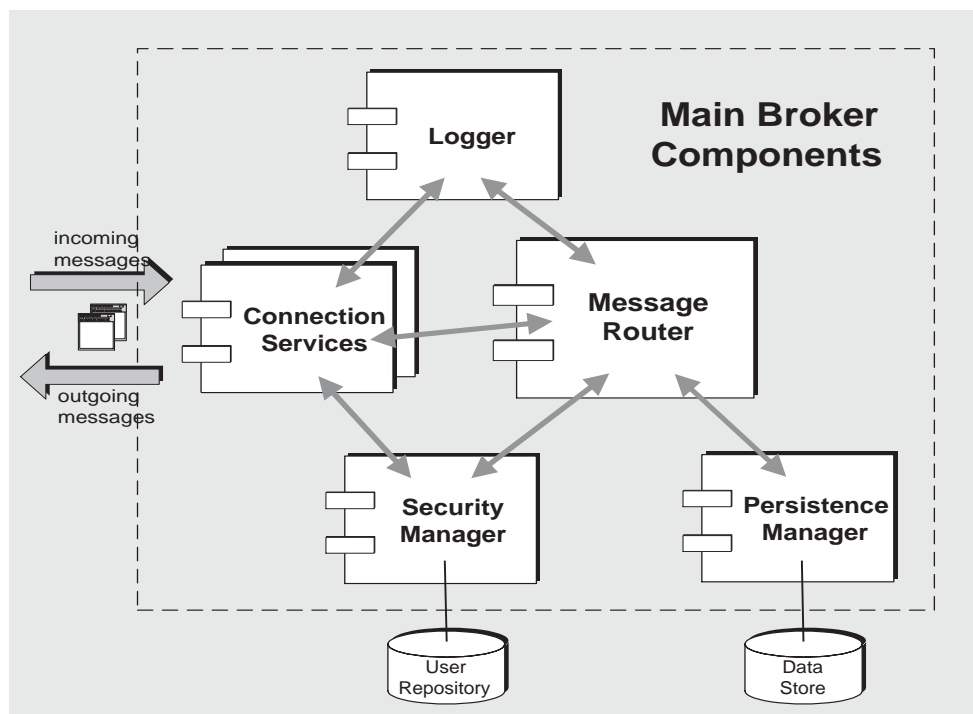 Main Broker
Components
Logger
incoming
messages
Connection
Services
Message
Router
outgoing
messages
Security
Manager
Persistence
Manager
User
Repository
Data
Store